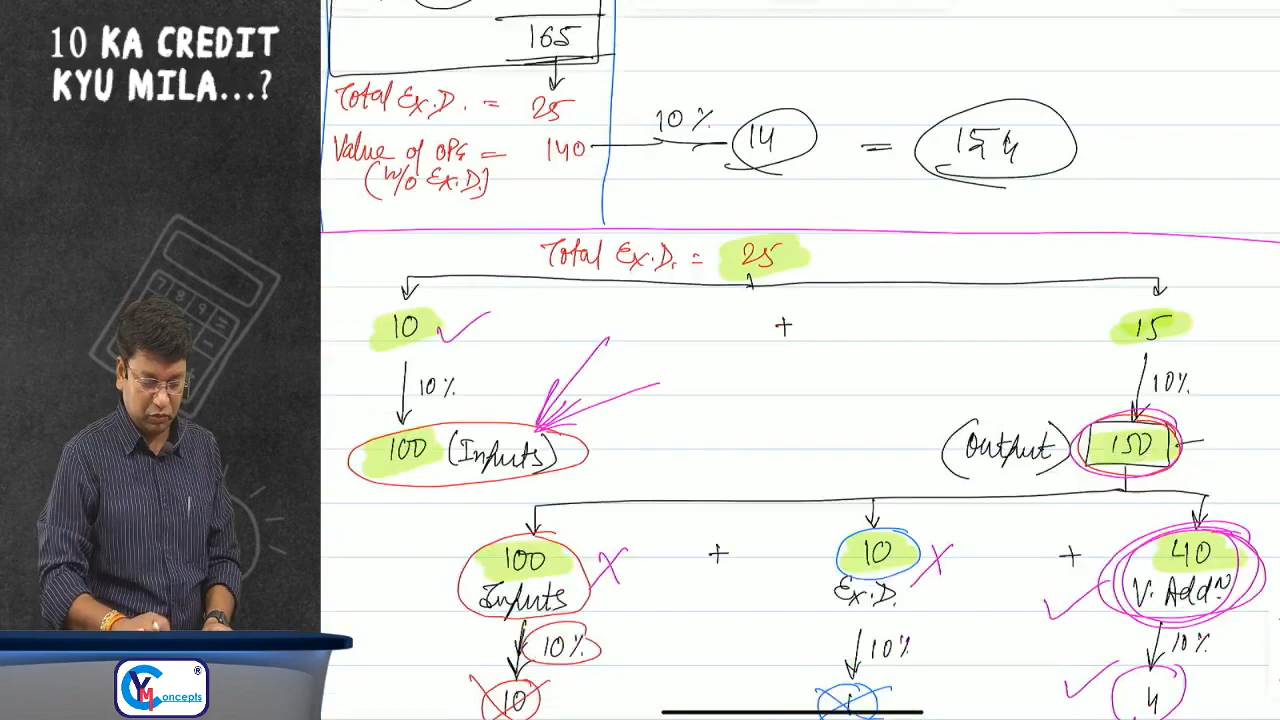 10 KA CREDIT
KYU MILA...?
165
Total Ex.D. = 25
Value of OPS = 140
(W/O Ex.D.)
10%
14 = 154
Total Ex.D. = 25
10 + 15
10% 10%
100 (Inputs) (Output) 150
100 + 10 + 40
Inputs Ex.D. V. Addn.
10% 10% 10%
10 1 4
CYM Concepts ®